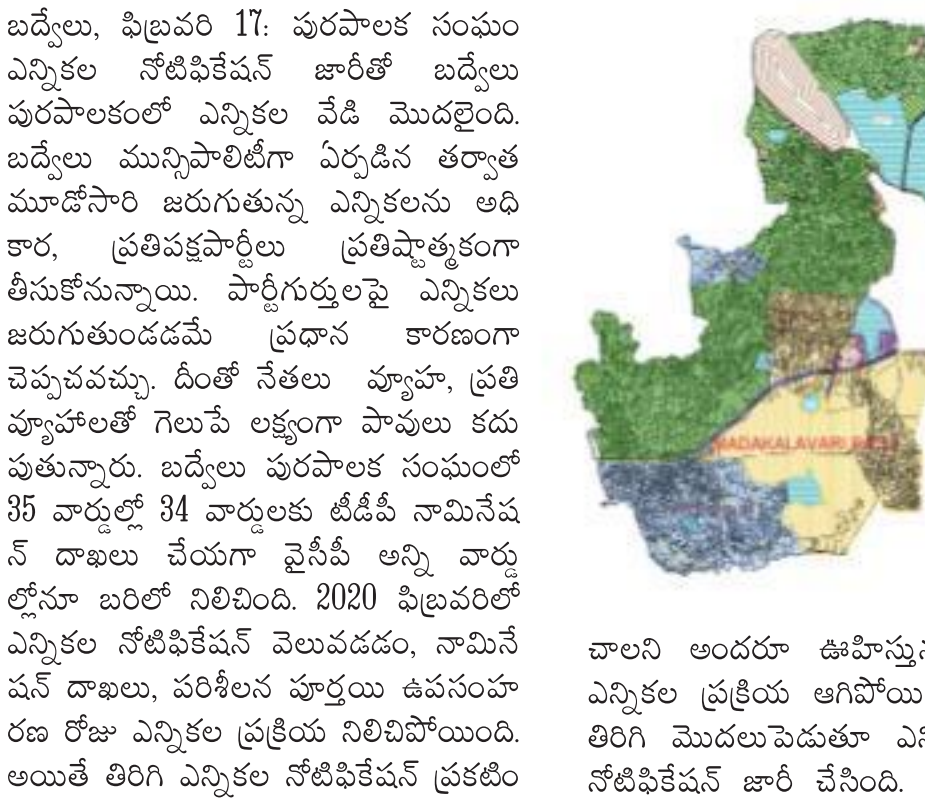 బద్వేలు, ఫిబ్రవరి 17: పురపాలక సంఘం
ఎన్నికల నోటిఫికేషన్ జారీతో బద్వేలు
పురపాలకంలో ఎన్నికల వేడి మొదలైంది.
బద్వేలు మున్సిపాలిటీగా ఏర్పడిన తర్వాత
మూడోసారి జరుగుతున్న ఎన్నికలను అధి
కార, ప్రతిపక్షపార్టీలు ప్రతిష్టాత్మకంగా
తీసుకోనున్నాయి. పార్టీగుర్తులపై ఎన్నికలు
జరుగుతుండడమే ప్రధాన కారణంగా
చెప్పచవచ్చు. దీంతో నేతలు వ్యూహ, ప్రతి
వ్యూహాలతో గెలుపే లక్ష్యంగా పావులు కదు
పుతున్నారు. బద్వేలు పురపాలక సంఘంలో
35 వార్డుల్లో 34 వార్డులకు టీడీపీ నామినేష
న్ దాఖలు చేయగా వైసీపీ అన్ని వార్డు
ల్లోనూ బరిలో నిలిచింది. 2020 ఫిబ్రవరిలో
ఎన్నికల నోటిఫికేషన్ వెలువడడం, నామినే
షన్ దాఖలు, పరిశీలన పూర్తయి ఉపసంహ
రణ రోజు ఎన్నికల ప్రక్రియ నిలిచిపోయింది.
అయితే తిరిగి ఎన్నికల నోటిఫికేషన్ ప్రకటిం
చాలని అందరూ
ఎన్నికల ప్రక్రియ ఆగిపోయి
తిరిగి మొదలుపెడుతూ
నోటిఫికేషన్ జారీ చేసింది.